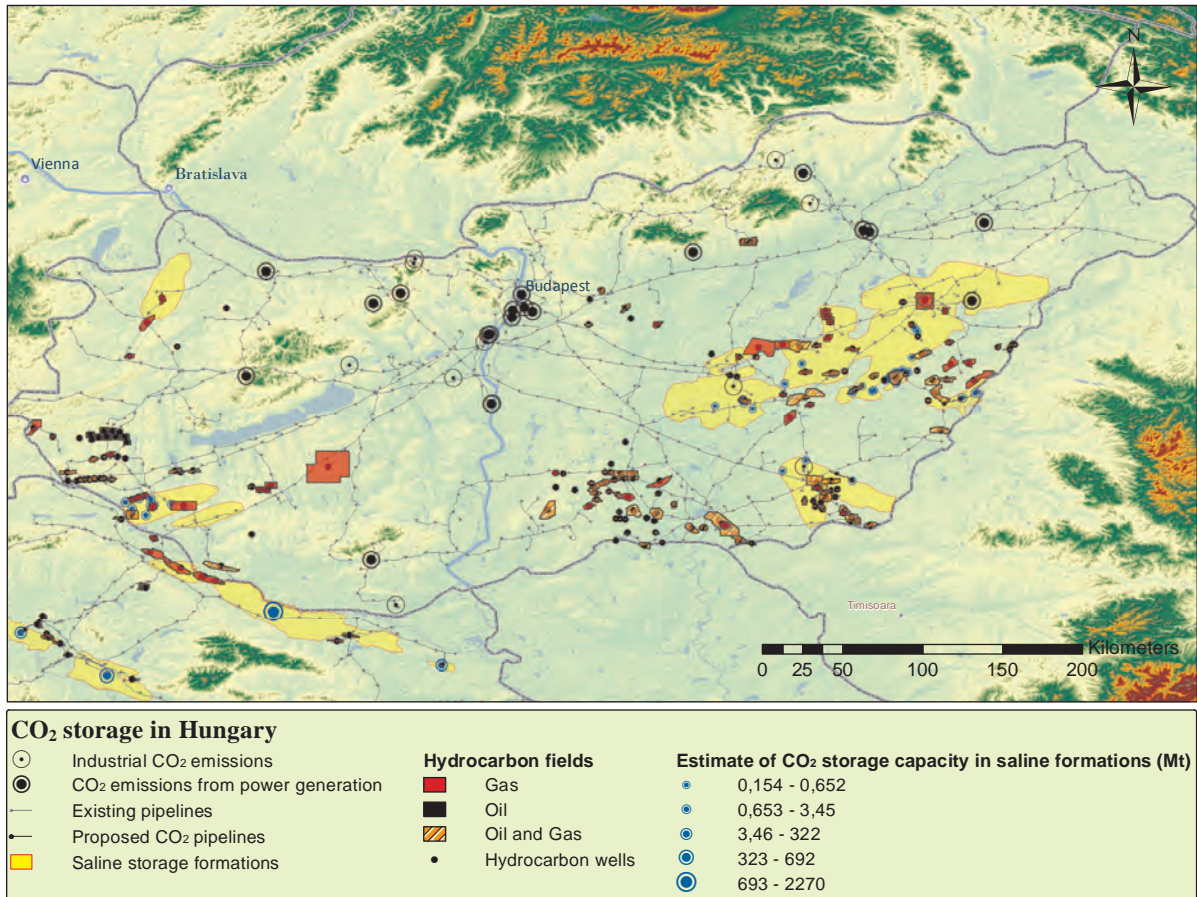 N
Vienna
Bratislava
Budapest
Timisoara
Kilometers
0 25 50 100 150 200
CO2 storage in Hungary
Industrial CO2 emissions
CO2 emissions from power generation
Existing pipelines
Proposed CO2 pipelines
Saline storage formations
Hydrocarbon fields
Gas
Oil
Oil and Gas
Hydrocarbon wells
Estimate of CO2 storage capacity in saline formations (Mt)
0,154 - 0,652
0,653 - 3,45
3,46 - 322
323 - 692
693 - 2270